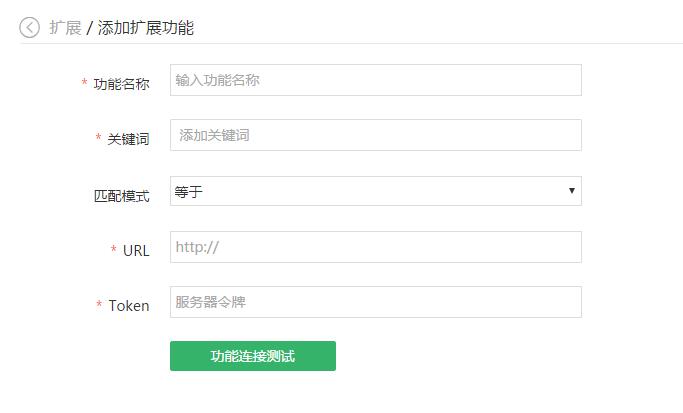 扩展 / 添加扩展功能
* 功能名称 输入功能名称
* 关键词 添加关键词
匹配模式 等于
* URL http://
* Token 服务器令牌
功能连接测试